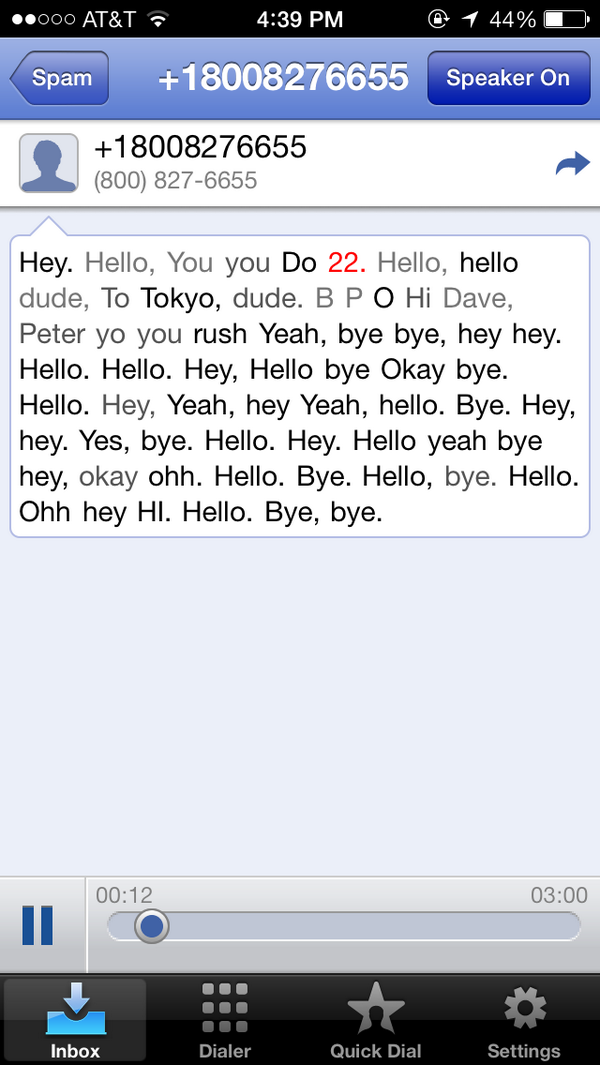 AT&T 4:39 PM 44%
Spam +18008276655 Speaker On
+18008276655
(800) 827-6655
Hey. Hello, You you Do 22. Hello, hello
dude, To Tokyo, dude. B P O Hi Dave,
Peter yo you rush Yeah, bye bye, hey hey.
Hello. Hello. Hey, Hello bye Okay bye.
Hello. Hey, Yeah, hey Yeah, hello. Bye. Hey,
hey. Yes, bye. Hello. Hey. Hello yeah bye
hey, okay ohh. Hello. Bye. Hello, bye. Hello.
Ohh hey HI. Hello. Bye, bye.
00:12 03:00
Inbox Dialer Quick Dial Settings